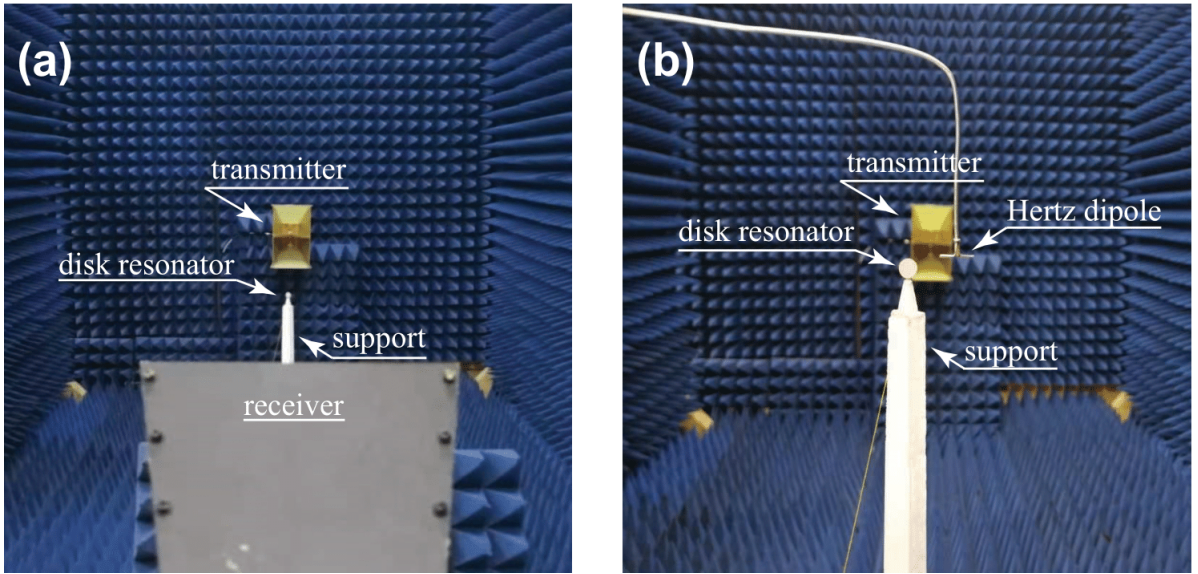 (a)
transmitter
disk resonator
support
receiver
(b)
transmitter
Hertz dipole
disk resonator
support